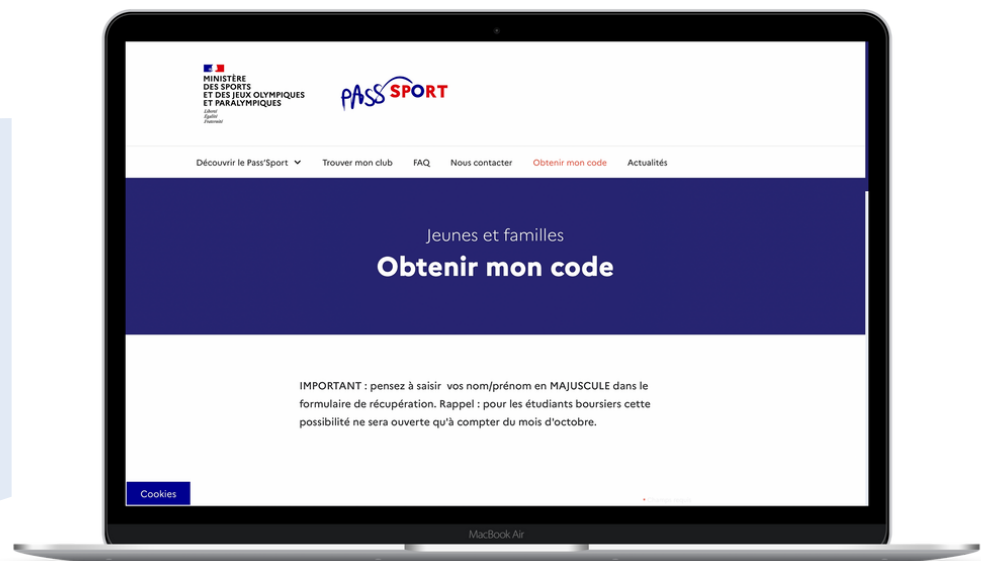 MINISTÈRE
DES SPORTS
ET DES JEUX OLYMPIQUES
ET PARALYMPIQUES
Liberté
Égalité
Fraternité
PASS SPORT
Découvrir le Pass'Sport
Trouver mon club
FAQ
Nous contacter
Obtenir mon code
Actualités
Jeunes et familles
Obtenir mon code
IMPORTANT : pensez à saisir vos nom/prénom en MAJUSCULE dans le
formulaire de récupération. Rappel : pour les étudiants boursiers cette
possibilité ne sera ouverte qu'à compter du mois d'octobre.
Cookies
MacBook Air